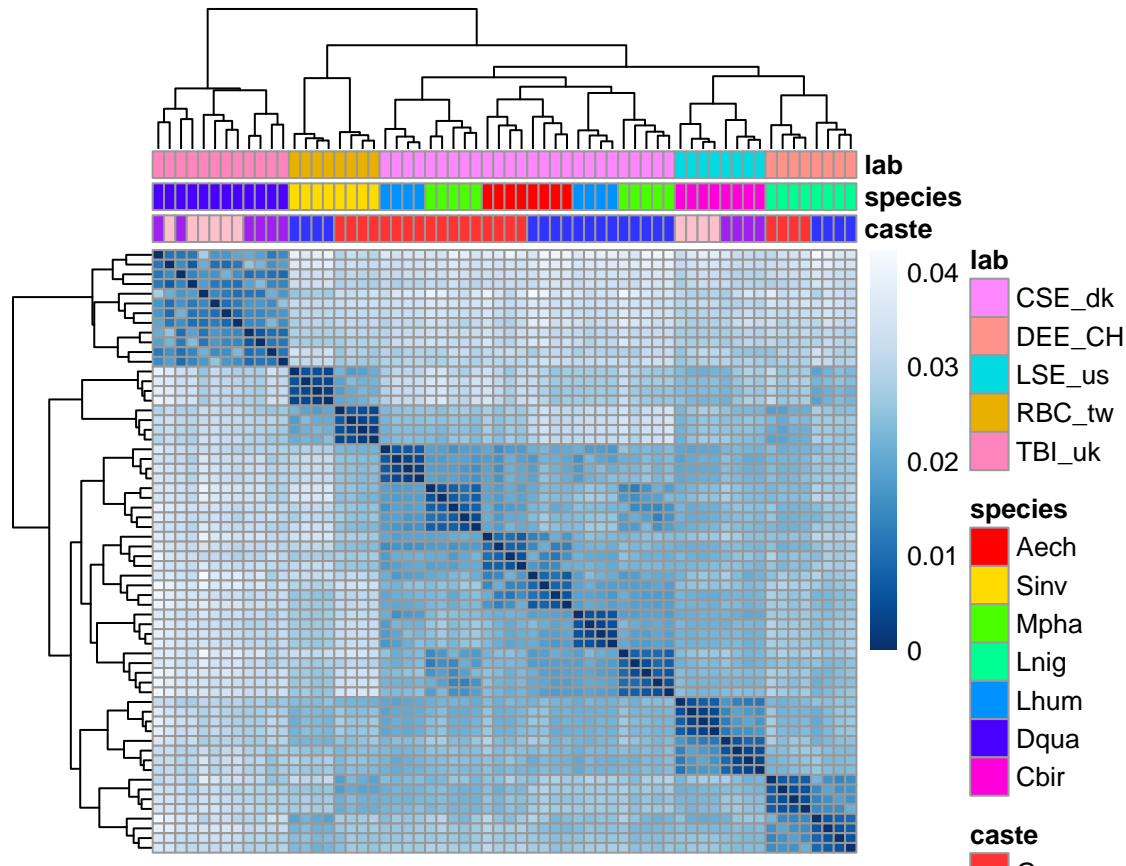 lab
species
caste
0.04
0.03
0.02
0.01
0
lab
CSE_dk
DEE_CH
LSE_us
RBC_tw
TBI_uk
species
Aech
Sinv
Mpha
Lnig
Lhum
Dqua
Cbir
caste